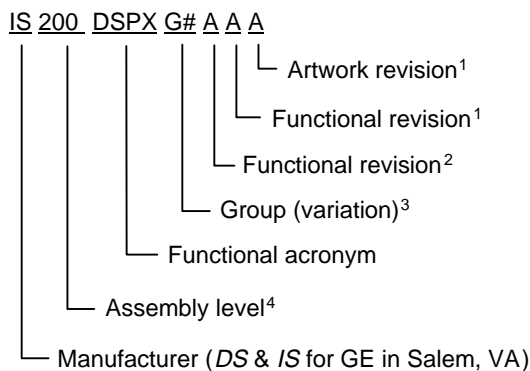 IS 200 DSPX G# A A A
Artwork revision¹
Functional revision¹
Functional revision²
Group (variation)³
Functional acronym
Assembly level⁴
Manufacturer (DS & IS for GE in Salem, VA)